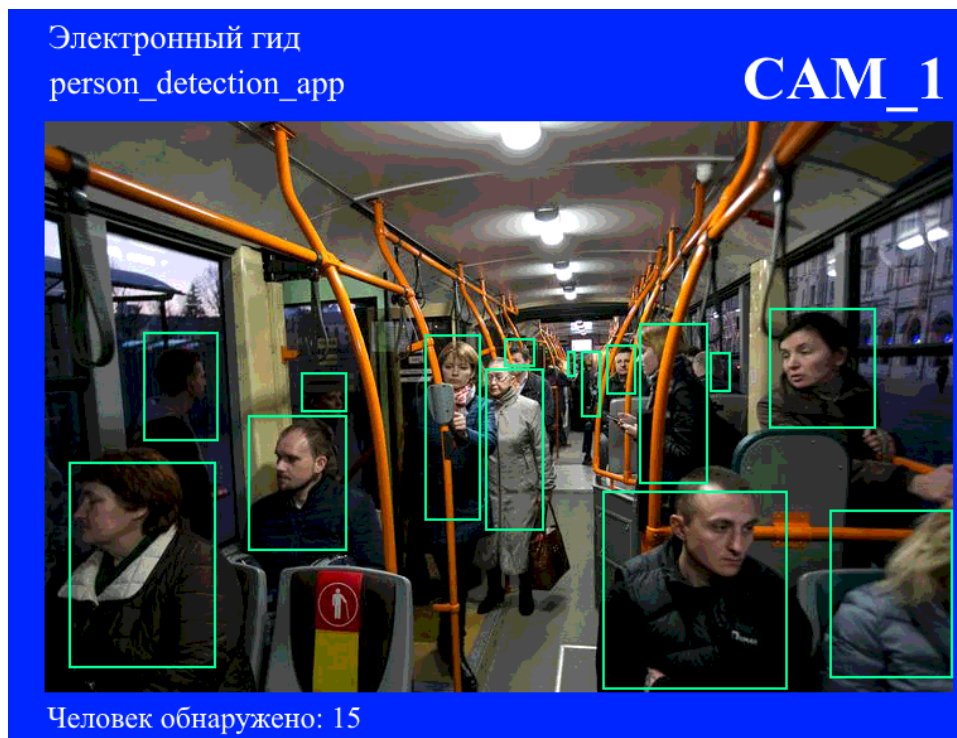 Электронный гид
person_detection_app
CAM_1
Человек обнаружено: 15